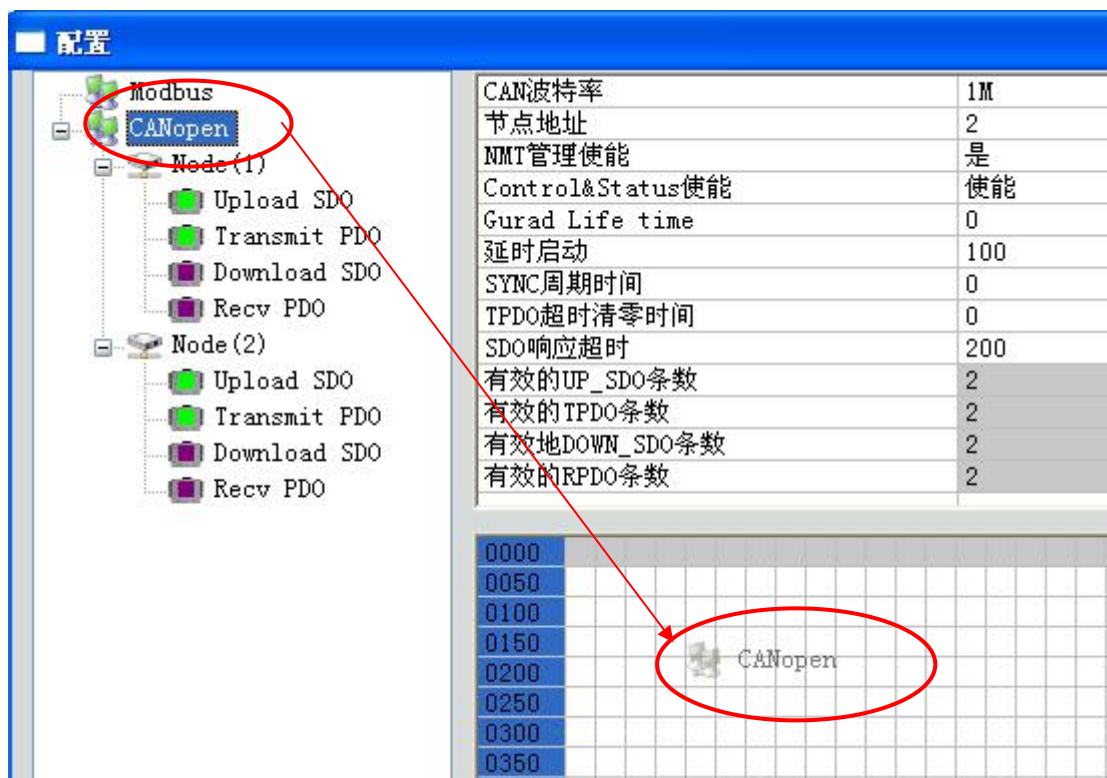 配置
Modbus
CANopen
Node(1)
Upload SDO
Transmit PDO
Download SDO
Recv PDO
Node(2)
Upload SDO
Transmit PDO
Download SDO
Recv PDO
CAN波特率 1M
节点地址 2
NMT管理使能 是
Control&Status使能 使能
Gurad Life time 0
延时启动 100
SYNC周期时间 0
TPDO超时清零时间 0
SDO响应超时 200
有效的UP_SDO条数 2
有效的TPDO条数 2
有效地DOWN_SDO条数 2
有效的RPDO条数 2
0000
0050
0100
0150
CANopen
0200
0250
0300
0350